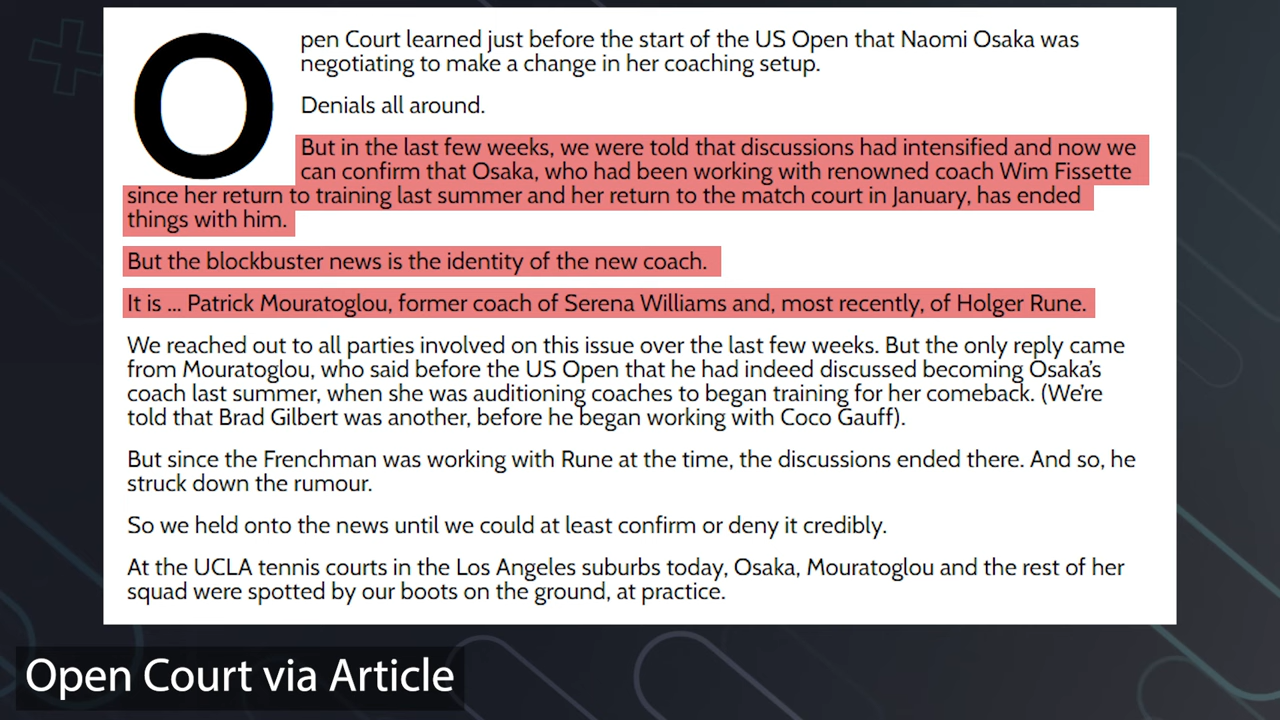 Open Court learned just before the start of the US Open that Naomi Osaka was
negotiating to make a change in her coaching setup.
Denials all around.
But in the last few weeks, we were told that discussions had intensified and now we
can confirm that Osaka, who had been working with renowned coach Wim Fissette
since her return to training last summer and her return to the match court in January, has ended
things with him.
But the blockbuster news is the identity of the new coach.
It is ... Patrick Mouratoglou, former coach of Serena Williams and, most recently, of Holger Rune.
We reached out to all parties involved on this issue over the last few weeks. But the only reply came
from Mouratoglou, who said before the US Open that he had indeed discussed becoming Osaka's
coach last summer, when she was auditioning coaches to began training for her comeback. (We're
told that Brad Gilbert was another, before he began working with Coco Gauff).
But since the Frenchman was working with Rune at the time, the discussions ended there. And so, he
struck down the rumour.
So we held onto the news until we could at least confirm or deny it credibly.
At the UCLA tennis courts in the Los Angeles suburbs today, Osaka, Mouratoglou and the rest of her
squad were spotted by our boots on the ground, at practice.
Open Court via Article